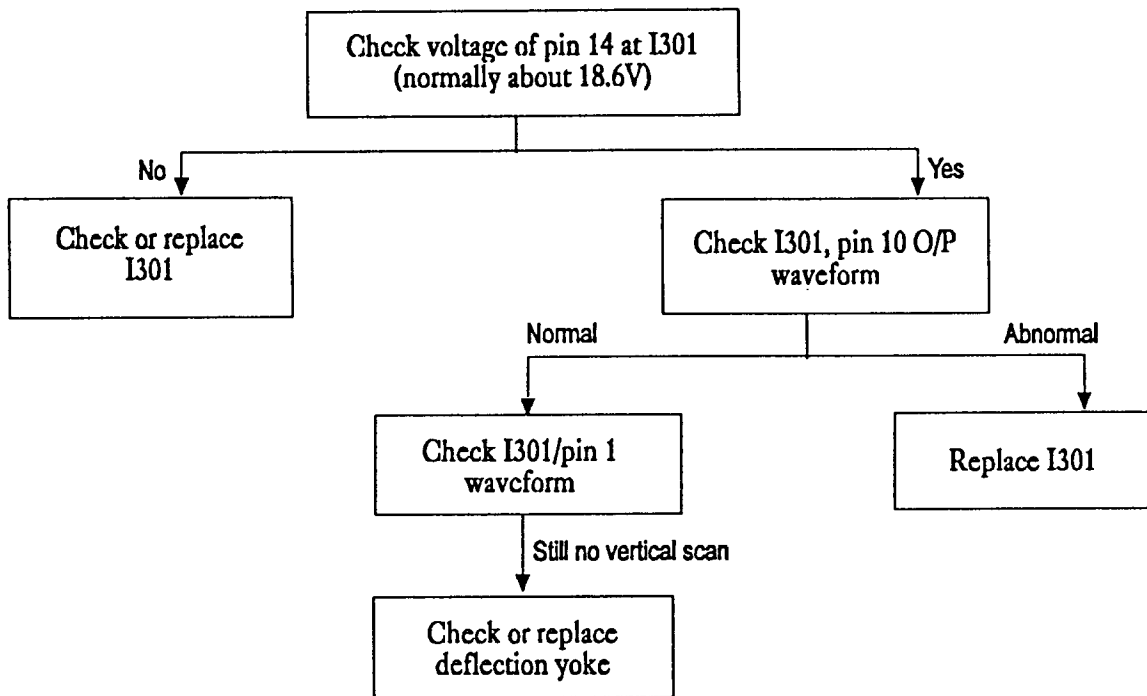 Check voltage of pin 14 at I301
(normally about 18.6V)
No
Yes
Check or replace
I301
Check I301, pin 10 O/P
waveform
Normal
Abnormal
Check I301/pin 1
waveform
Replace I301
Still no vertical scan
Check or replace
deflection yoke